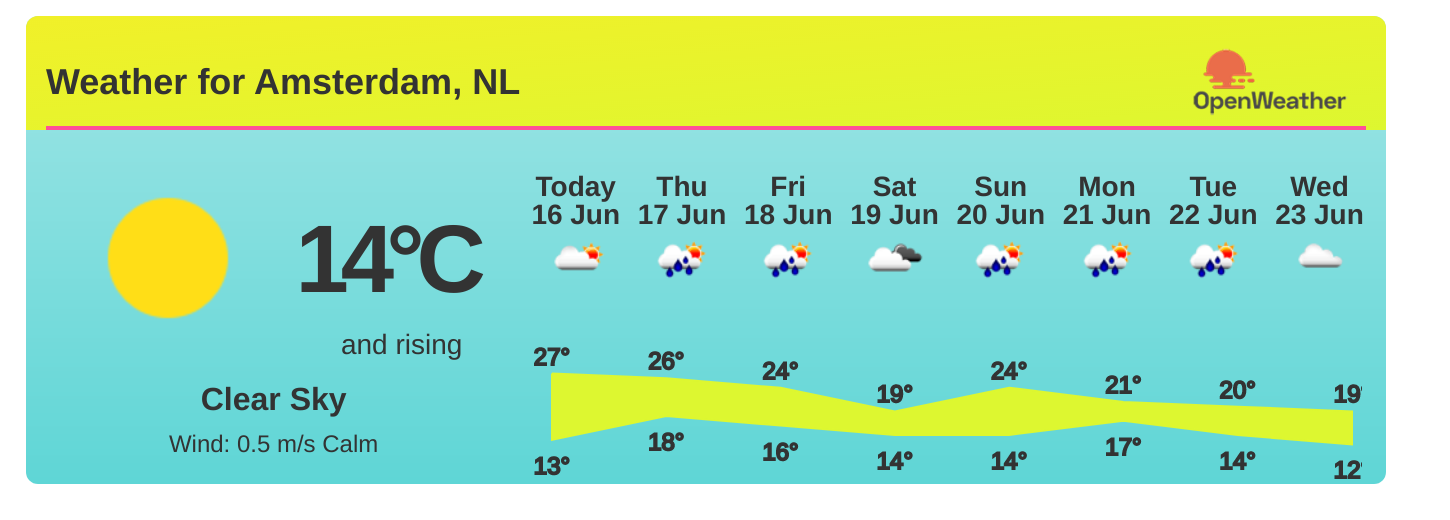 Weather for Amsterdam, NL
OpenWeather
14°C
and rising
Clear Sky
Wind: 0.5 m/s Calm
Today Thu Fri Sat Sun Mon Tue Wed
16 Jun 17 Jun 18 Jun 19 Jun 20 Jun 21 Jun 22 Jun 23 Jun
27° 26° 24° 19° 24° 21° 20° 19°
13° 18° 16° 14° 14° 17° 14° 12°